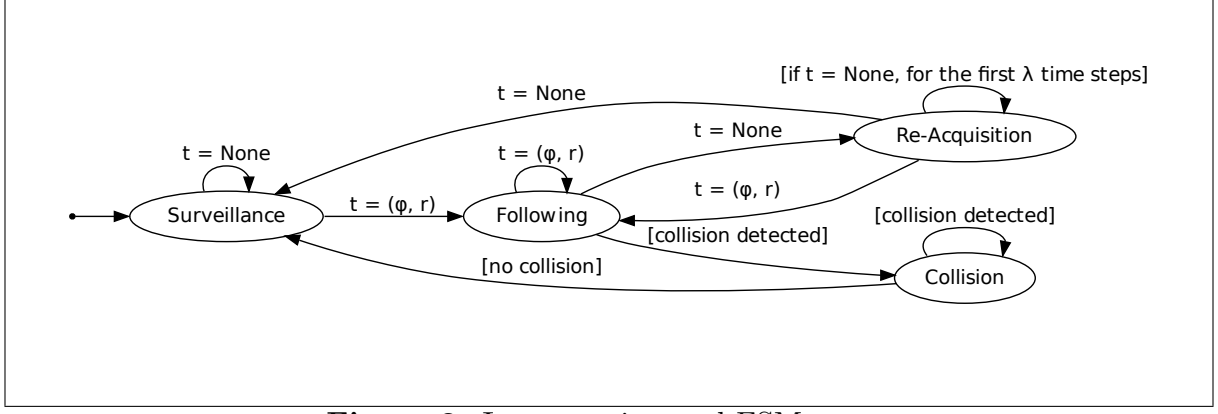 [if t = None, for the first λ time steps]
t = None
t = None
Re-Acquisition
t = None
t = (φ, r)
t = (φ, r)
t = (φ, r)
Surveillance
Following
[collision detected]
[collision detected]
[no collision]
Collision